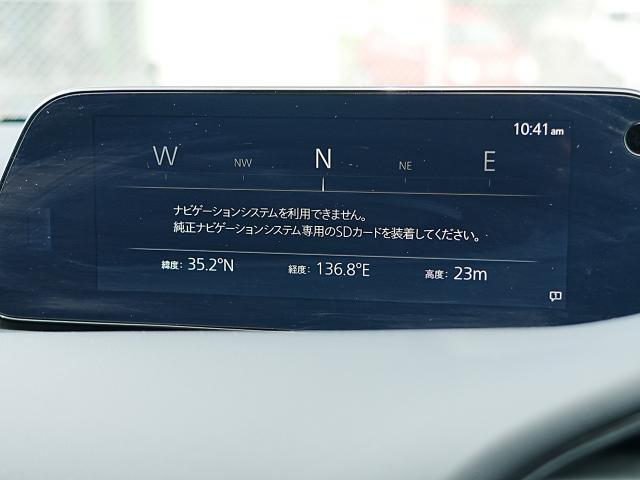 10:41am
W NW N NE E
ナビゲーションシステムを利用できません。
純正ナビゲーションシステム専用のSDカードを装着してください。
緯度: 35.2°N 経度: 136.8°E 高度: 23m